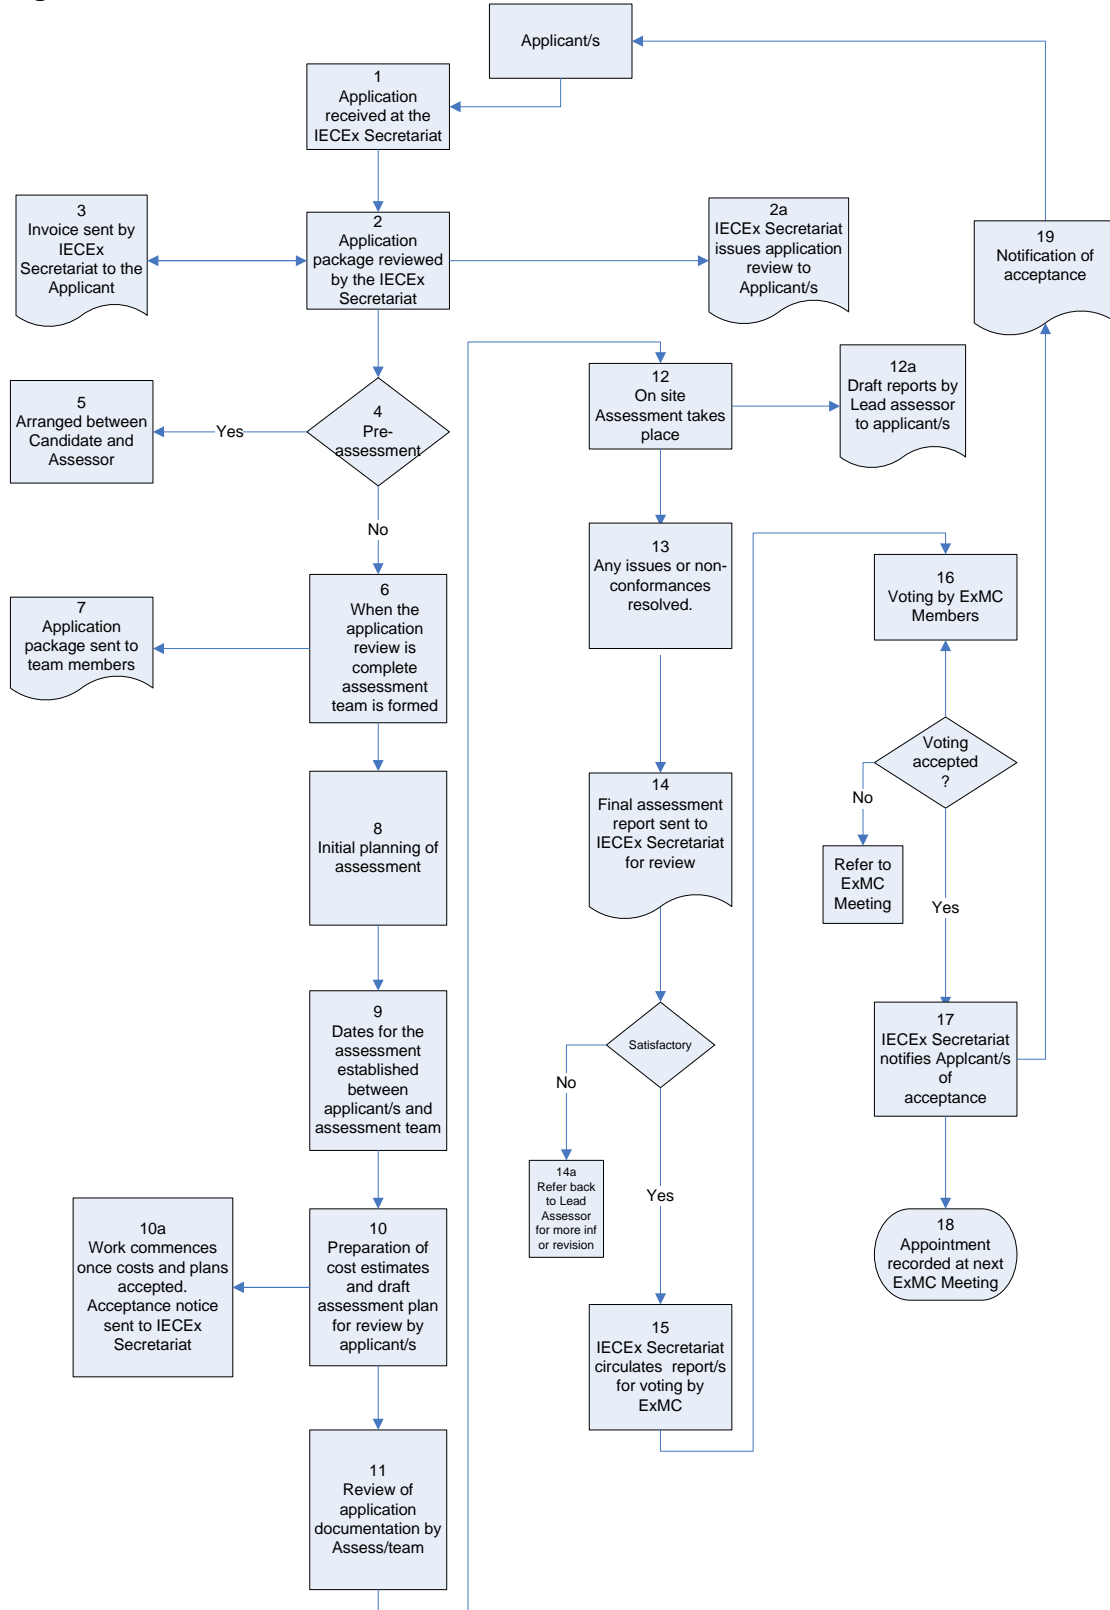 Applicant/s
1
Application
received at the
IECEx Secretariat
3
Invoice sent by
IECEx
Secretariat to the
Applicant
2
Application
package reviewed
by the IECEx
Secretariat
2a
IECEx Secretariat
issues application
review to
Applicant/s
19
Notification of
acceptance
5
Arranged between
Candidate and
Assessor
Yes
4
Pre-
assessment
No
12
On site
Assessment takes
place
12a
Draft reports by
Lead assessor
to applicant/s
7
Application
package sent to
team members
6
When the
application
review is
complete
assessment
team is formed
13
Any issues or non-
conformances
resolved.
16
Voting by ExMC
Members
8
Initial planning of
assessment
14
Final assessment
report sent to
IECEx Secretariat
for review
Voting
accepted
?
No
Refer to
ExMC
Meeting
Yes
9
Dates for the
assessment
established
between
applicant/s and
assessment team
Satisfactory
No
14a
Refer back
to Lead
Assessor
for more inf
or revision
Yes
17
IECEx Secretariat
notifies Applcant/s
of
acceptance
10a
Work commences
once costs and plans
accepted.
Acceptance notice
sent to IECEx
Secretariat
10
Preparation of
cost estimates
and draft
assessment plan
for review by
applicant/s
18
Appointment
recorded at next
ExMC Meeting
15
IECEx Secretariat
circulates report/s
for voting by
ExMC
11
Review of
application
documentation by
Assess/team